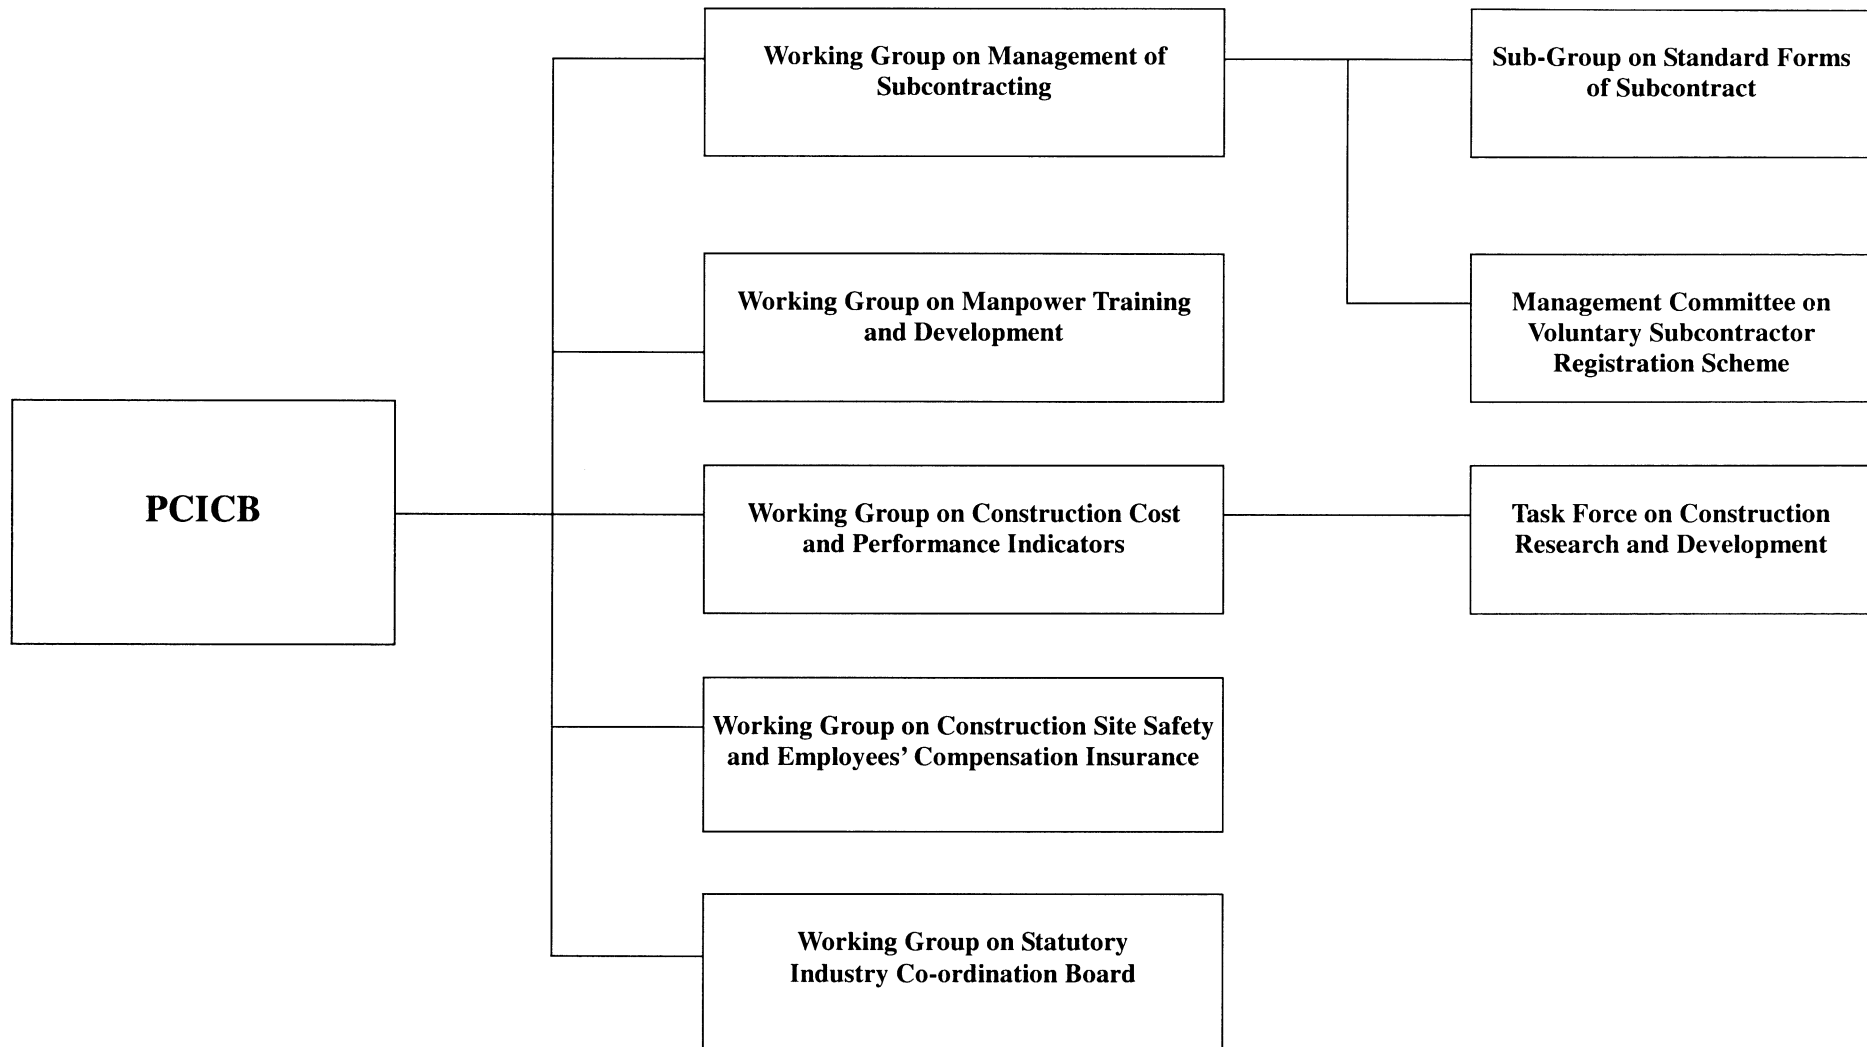 Working Group on Management of
Subcontracting
Sub-Group on Standard Forms
of Subcontract
Working Group on Manpower Training
and Development
Management Committee on
Voluntary Subcontractor
Registration Scheme
PCICB
Working Group on Construction Cost
and Performance Indicators
Task Force on Construction
Research and Development
Working Group on Construction Site Safety
and Employees’ Compensation Insurance
Working Group on Statutory
Industry Co-ordination Board